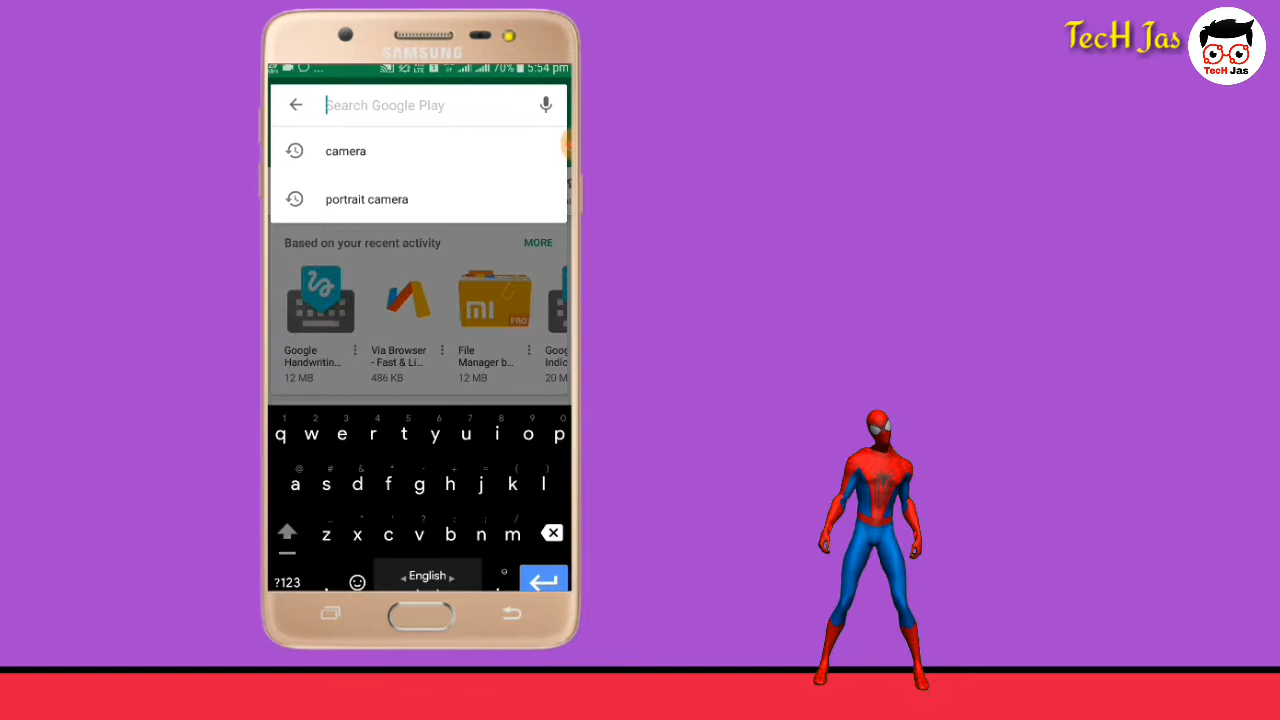 TecH Jas
TecH Jas
SAMSUNG
70% 5:54 pm
Search Google Play
camera
portrait camera
Based on your recent activity MORE
Google Handwritin... 12 MB
Via Browser - Fast & Li... 486 KB
File Manager b... 12 MB
mi PRO
1 2 3 4 5 6 7 8 9 0
q w e r t y u i o p
@ # & * - + = ( )
a s d f g h j k l
z x c v b n m
?123 English